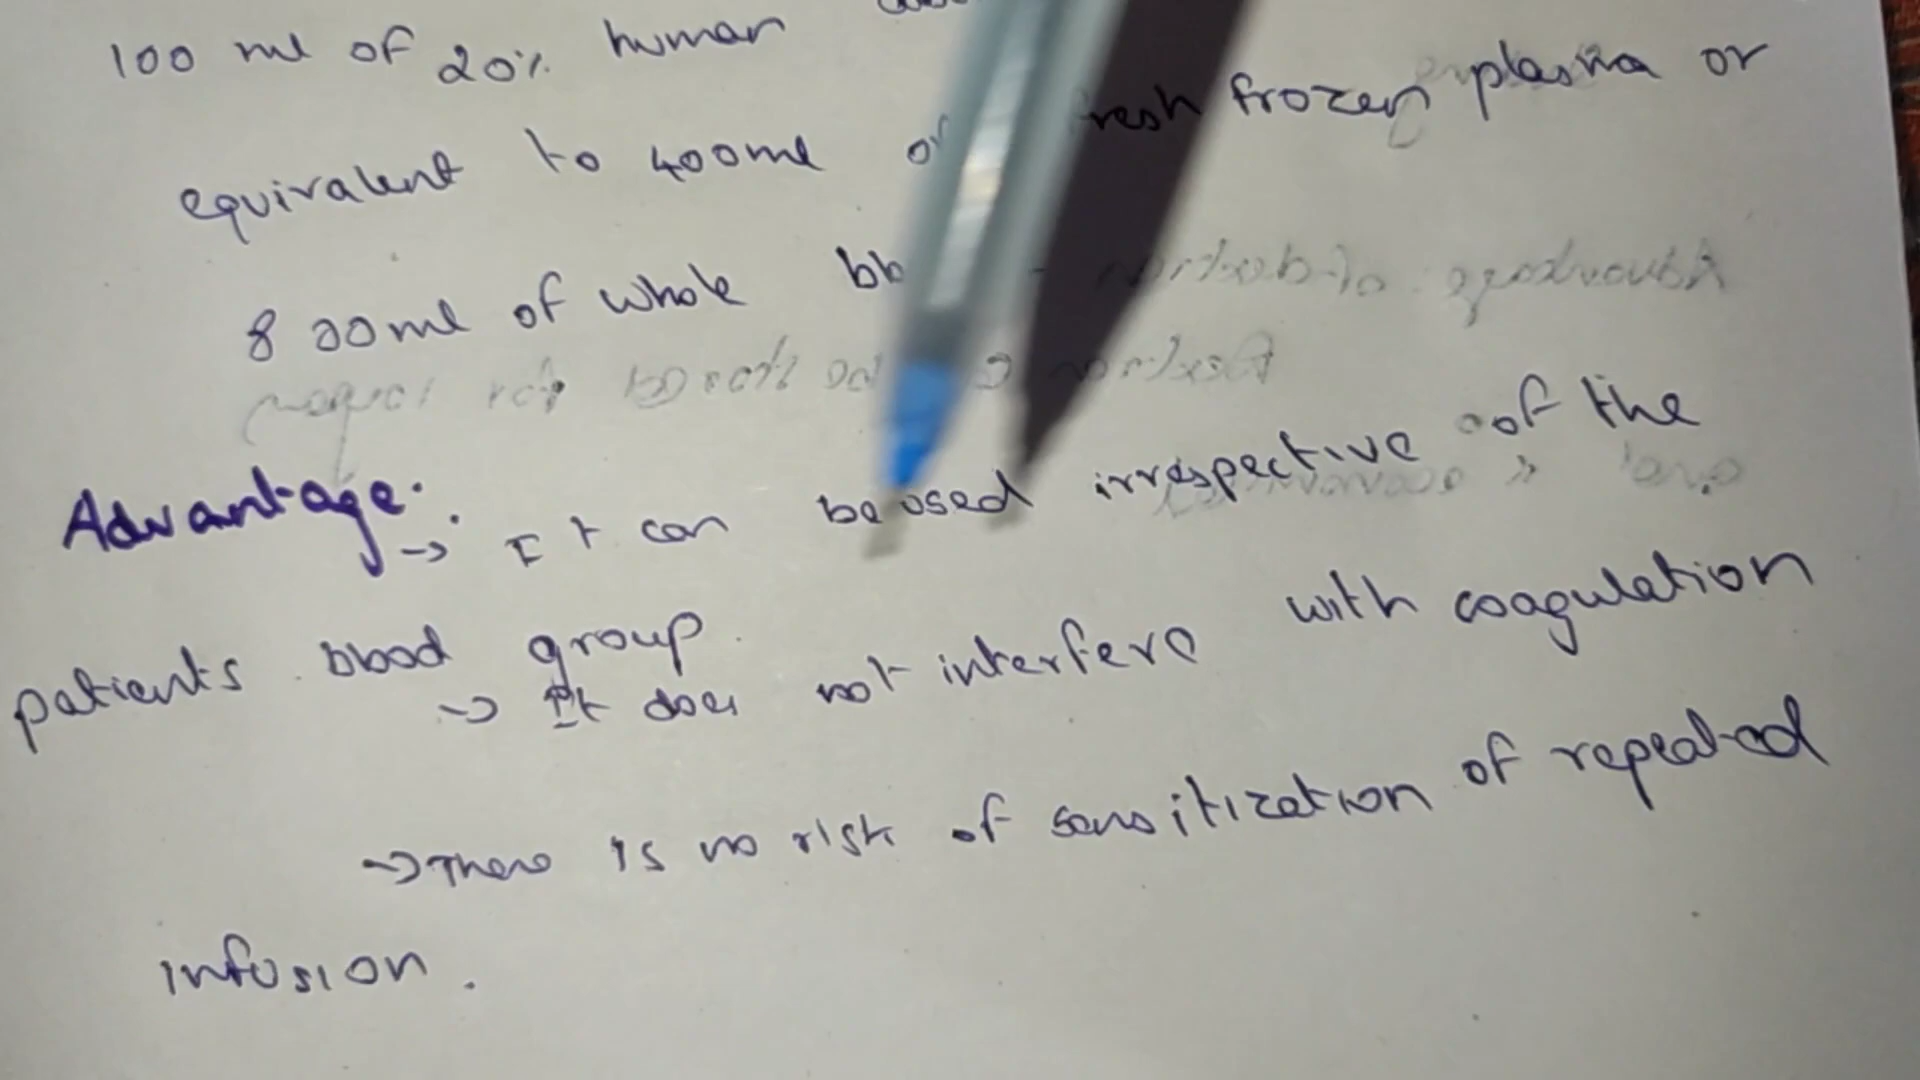 100 ml of 20% human
equivalent to 400ml of fresh frozen plasma or
800ml of whole
Advantage:
→ It can be used irrespective of the
patients blood group.
→ It does not interfere with coagulation
→ There is no risk of sensitization of repeated
infusion.